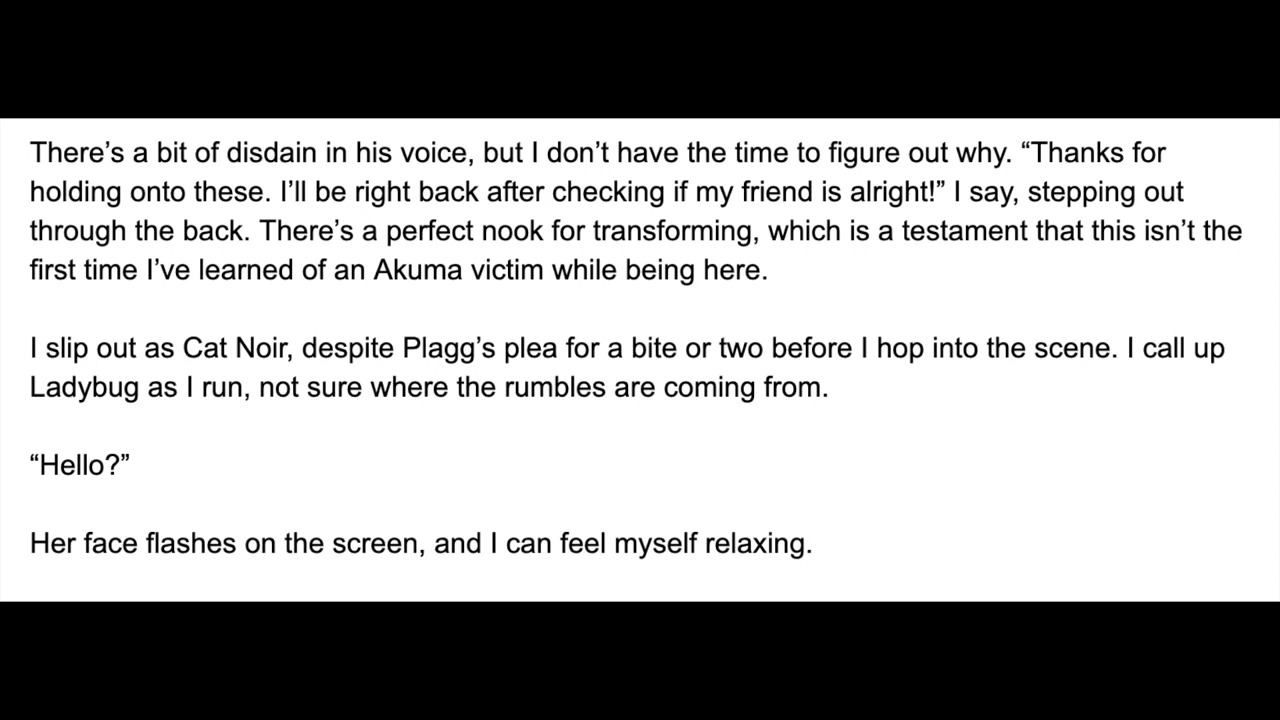 There’s a bit of disdain in his voice, but I don’t have the time to figure out why. “Thanks for
holding onto these. I’ll be right back after checking if my friend is alright!” I say, stepping out
through the back. There’s a perfect nook for transforming, which is a testament that this isn’t the
first time I’ve learned of an Akuma victim while being here.
I slip out as Cat Noir, despite Plagg’s plea for a bite or two before I hop into the scene. I call up
Ladybug as I run, not sure where the rumbles are coming from.
“Hello?”
Her face flashes on the screen, and I can feel myself relaxing.